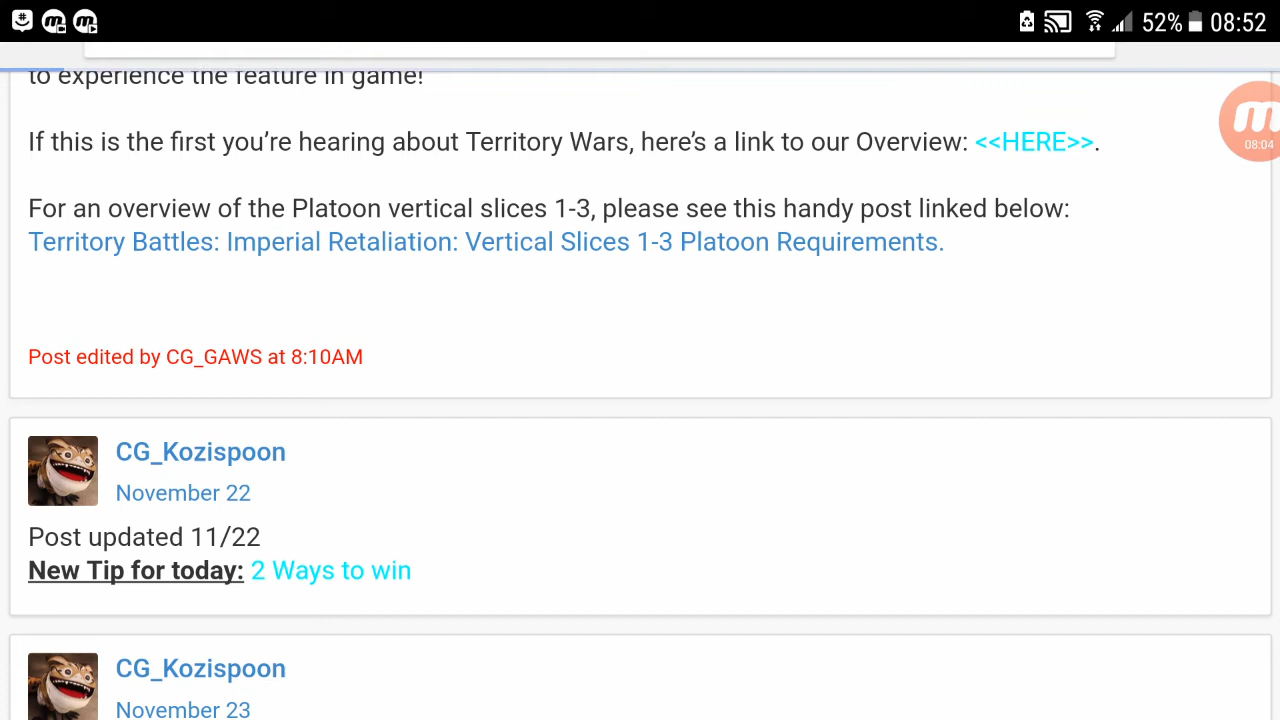 52% 08:52
to experience the feature in game!
08:04
If this is the first you’re hearing about Territory Wars, here’s a link to our Overview: <<HERE>>.
For an overview of the Platoon vertical slices 1-3, please see this handy post linked below:
Territory Battles: Imperial Retaliation: Vertical Slices 1-3 Platoon Requirements.
Post edited by CG_GAWS at 8:10AM
CG_Kozispoon
November 22
Post updated 11/22
New Tip for today: 2 Ways to win
CG_Kozispoon
November 23